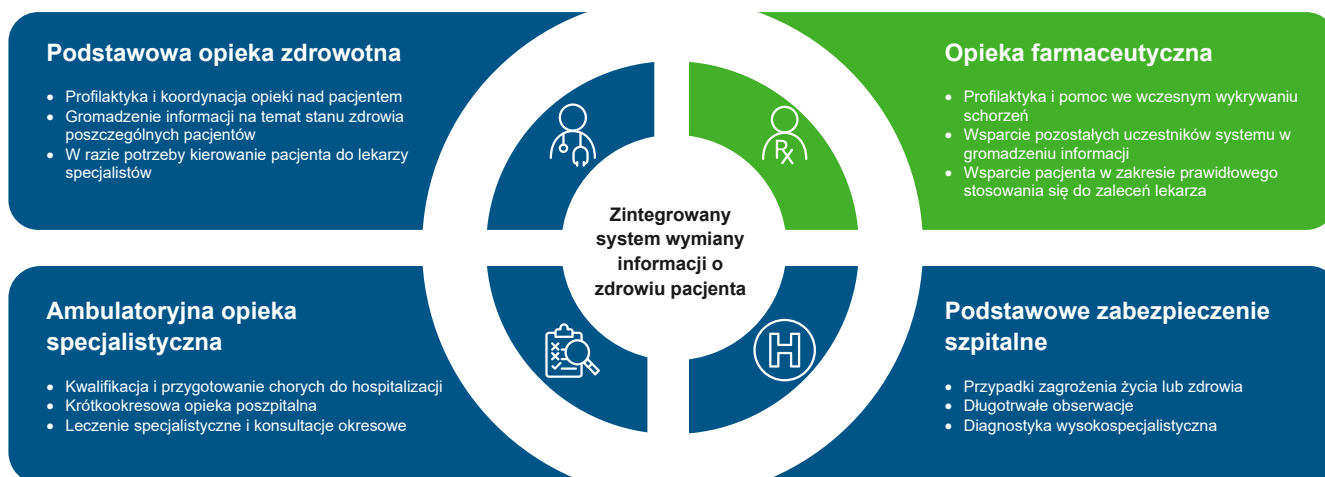 Podstawowa opieka zdrowotna
• Profilaktyka i koordynacja opieki nad pacjentem
• Gromadzenie informacji na temat stanu zdrowia
poszczególnych pacjentów
• W razie potrzeby kierowanie pacjenta do lekarzy
specjalistów
Opieka farmaceutyczna
• Profilaktyka i pomoc we wczesnym wykrywaniu
schorzeń
• Wsparcie pozostałych uczestników systemu w
gromadzeniu informacji
• Wsparcie pacjenta w zakresie prawidłowego
stosowania się do zaleceń lekarza
Rx
Zintegrowany
system wymiany
informacji o
zdrowiu pacjenta
Ambulatoryjna opieka
specjalistyczna
• Kwalifikacja i przygotowanie chorych do hospitalizacji
• Krótkookresowa opieka poszpitalna
• Leczenie specjalistyczne i konsultacje okresowe
H
Podstawowe zabezpieczenie
szpitalne
• Przypadki zagrożenia życia lub zdrowia
• Długotrwałe obserwacje
• Diagnostyka wysokospecjalistyczna